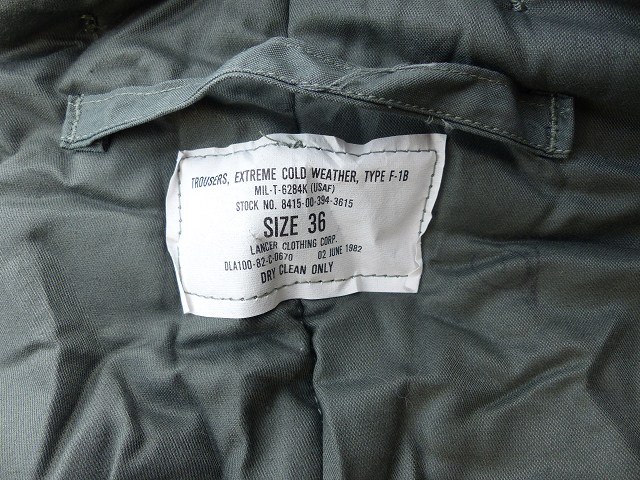 TROUSERS, EXTREME COLD WEATHER, TYPE F-1B
MIL-T-6284K (USAF)
STOCK NO. 8415-00-394-3615
SIZE 36
LANCER CLOTHING CORP.
DLA100-82-C-0670 02 JUNE 1982
DRY CLEAN ONLY